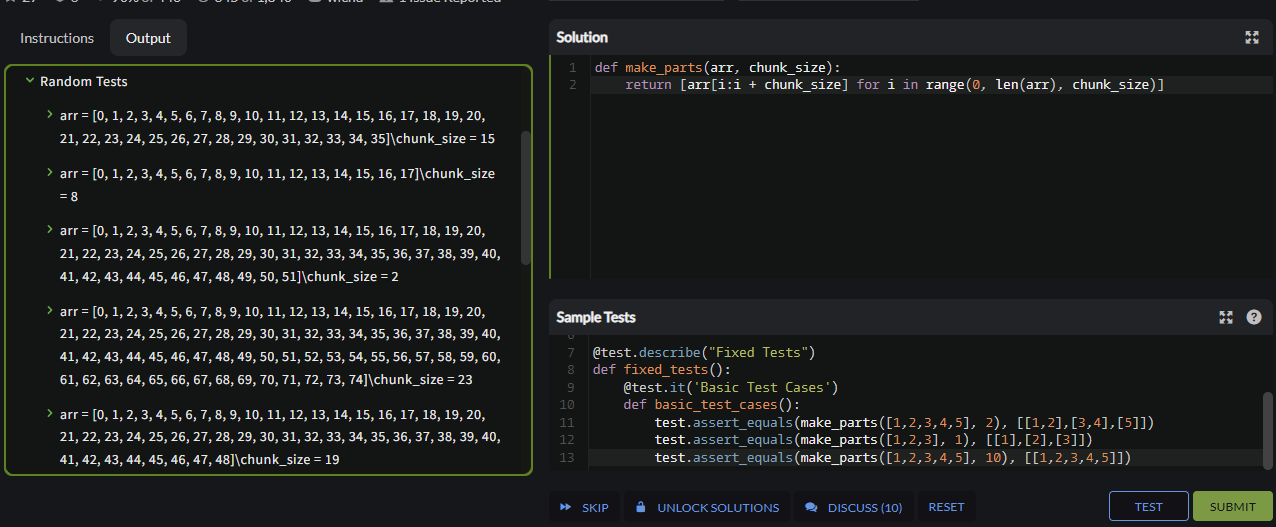 Instructions
Output
Random Tests
arr = [0, 1, 2, 3, 4, 5, 6, 7, 8, 9, 10, 11, 12, 13, 14, 15, 16, 17, 18, 19, 20,
21, 22, 23, 24, 25, 26, 27, 28, 29, 30, 31, 32, 33, 34, 35]\chunk_size = 15
arr = [0, 1, 2, 3, 4, 5, 6, 7, 8, 9, 10, 11, 12, 13, 14, 15, 16, 17]\chunk_size
= 8
arr = [0, 1, 2, 3, 4, 5, 6, 7, 8, 9, 10, 11, 12, 13, 14, 15, 16, 17, 18, 19, 20,
21, 22, 23, 24, 25, 26, 27, 28, 29, 30, 31, 32, 33, 34, 35, 36, 37, 38, 39, 40,
41, 42, 43, 44, 45, 46, 47, 48, 49, 50, 51]\chunk_size = 2
arr = [0, 1, 2, 3, 4, 5, 6, 7, 8, 9, 10, 11, 12, 13, 14, 15, 16, 17, 18, 19, 20,
21, 22, 23, 24, 25, 26, 27, 28, 29, 30, 31, 32, 33, 34, 35, 36, 37, 38, 39, 40,
41, 42, 43, 44, 45, 46, 47, 48, 49, 50, 51, 52, 53, 54, 55, 56, 57, 58, 59, 60,
61, 62, 63, 64, 65, 66, 67, 68, 69, 70, 71, 72, 73, 74]\chunk_size = 23
arr = [0, 1, 2, 3, 4, 5, 6, 7, 8, 9, 10, 11, 12, 13, 14, 15, 16, 17, 18, 19, 20,
21, 22, 23, 24, 25, 26, 27, 28, 29, 30, 31, 32, 33, 34, 35, 36, 37, 38, 39, 40,
41, 42, 43, 44, 45, 46, 47, 48]\chunk_size = 19
Solution
1 def make_parts(arr, chunk_size):
2     return [arr[i:i + chunk_size] for i in range(0, len(arr), chunk_size)]
Sample Tests
7 @test.describe("Fixed Tests")
8 def fixed_tests():
9     @test.it('Basic Test Cases')
10     def basic_test_cases():
11         test.assert_equals(make_parts([1,2,3,4,5], 2), [[1,2],[3,4],[5]])
12         test.assert_equals(make_parts([1,2,3], 1), [[1],[2],[3]])
13         test.assert_equals(make_parts([1,2,3,4,5], 10), [[1,2,3,4,5]])
SKIP
UNLOCK SOLUTIONS
DISCUSS (10)
RESET
TEST
SUBMIT